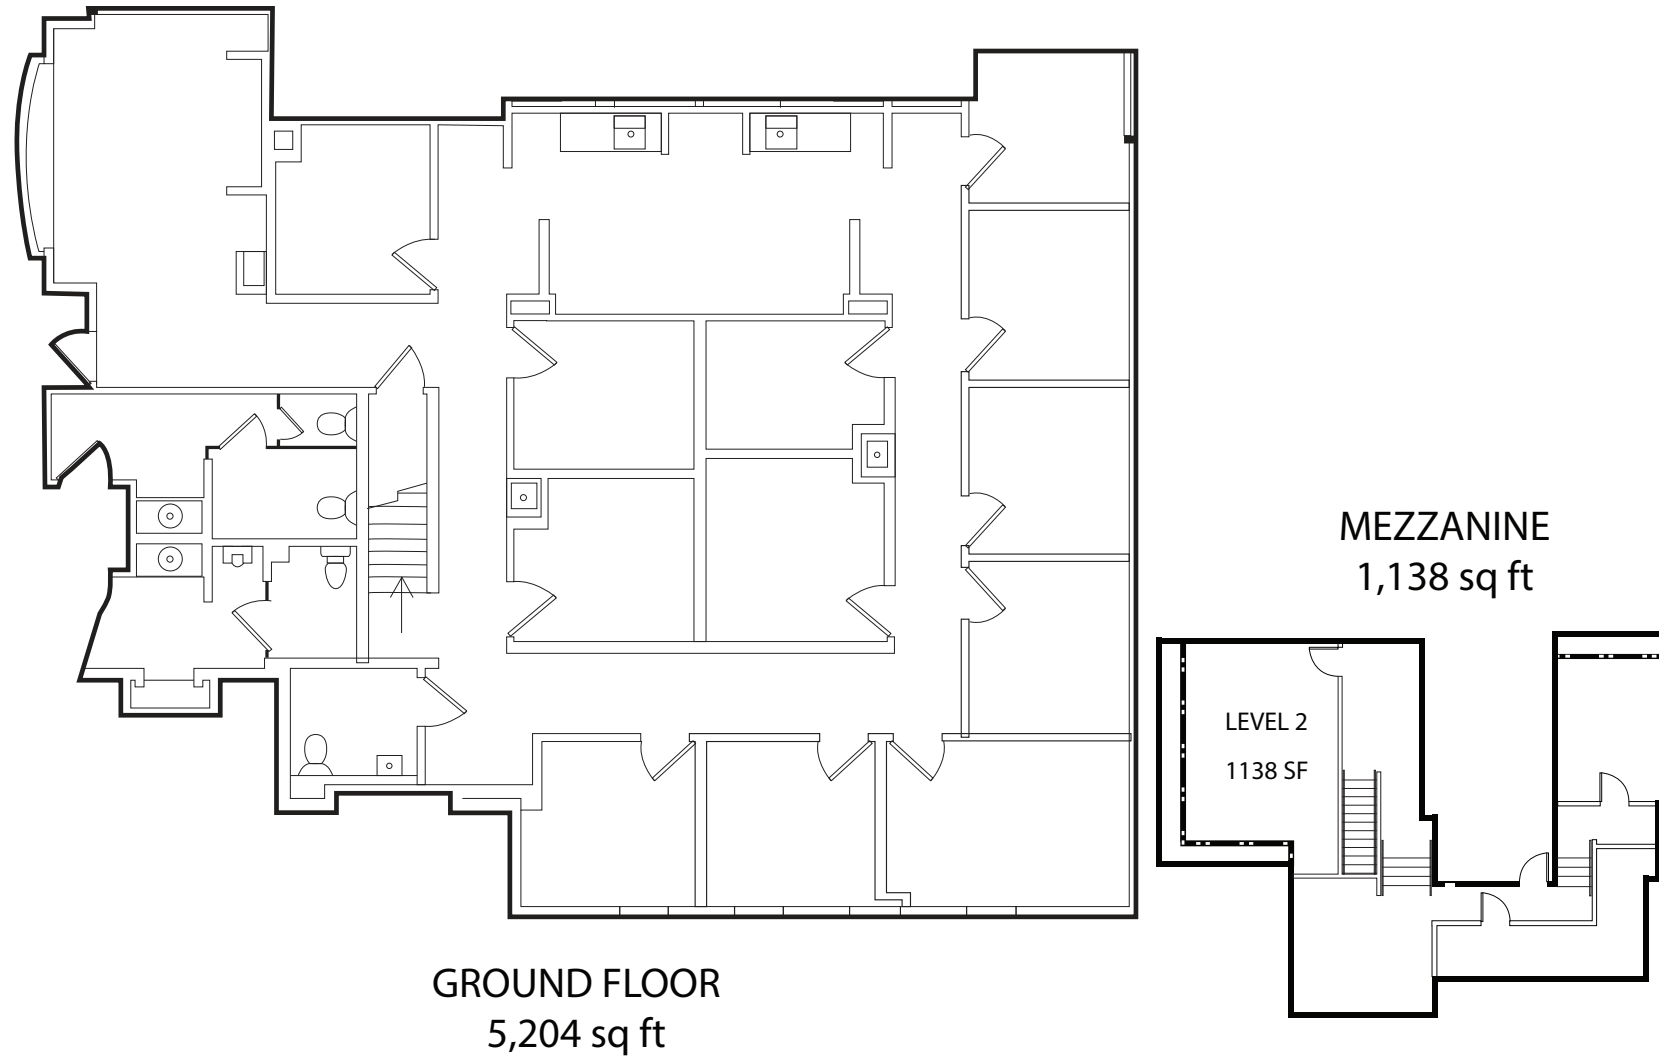 MEZZANINE
1,138 sq ft
LEVEL 2
1138 SF
GROUND FLOOR
5,204 sq ft